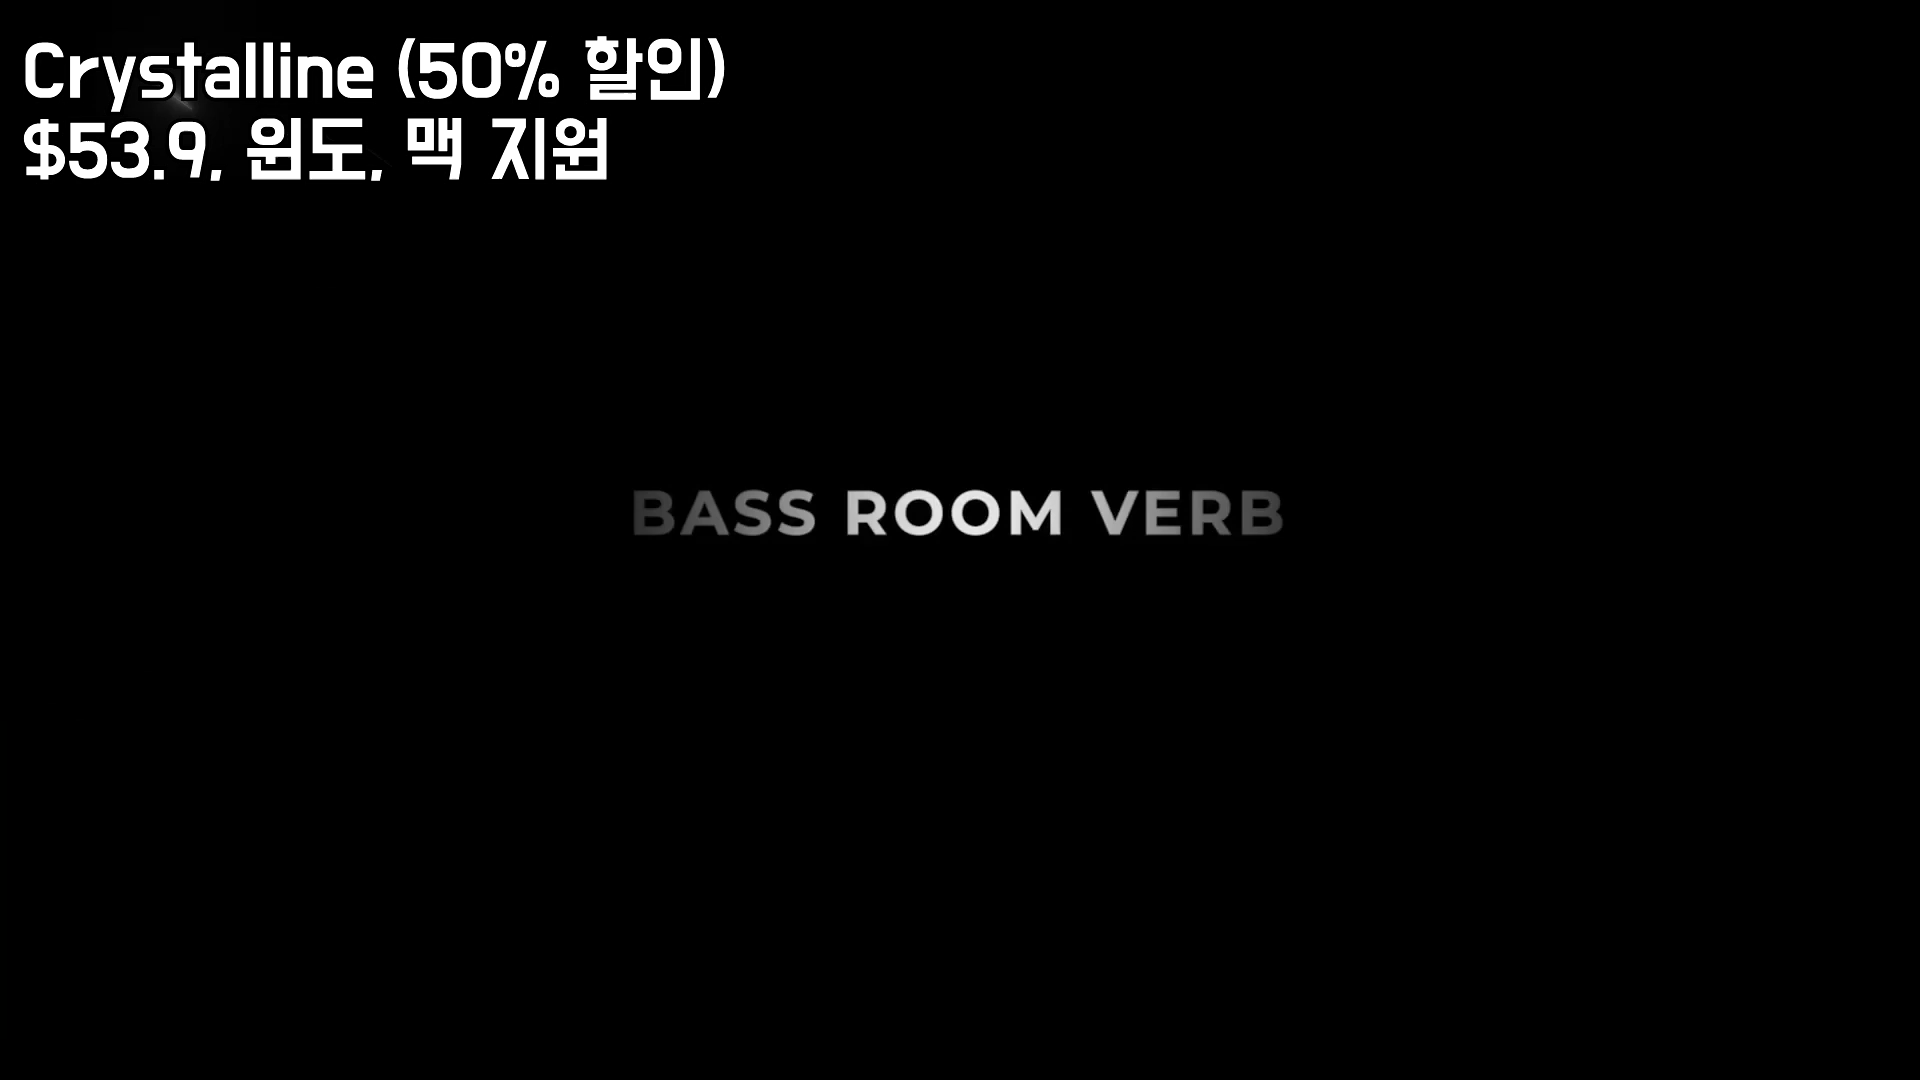 Crystalline (50% 할인)
$53.9, 윈도, 맥 지원
BASS ROOM VERB